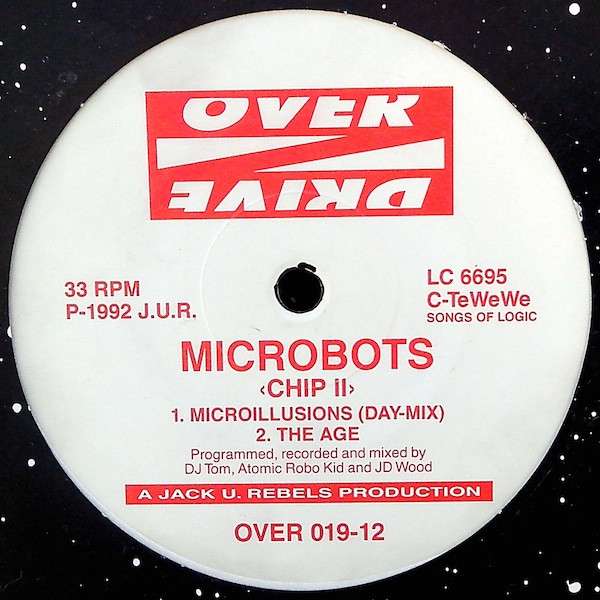 OVER
DRIVE
33 RPM
P-1992 J.U.R.
LC 6695
C-TeWeWe
SONGS OF LOGIC
MICROBOTS
‹CHIP II›
1. MICROILLUSIONS (DAY-MIX)
2. THE AGE
Programmed, recorded and mixed by
DJ Tom, Atomic Robo Kid and JD Wood
A JACK U. REBELS PRODUCTION
OVER 019-12